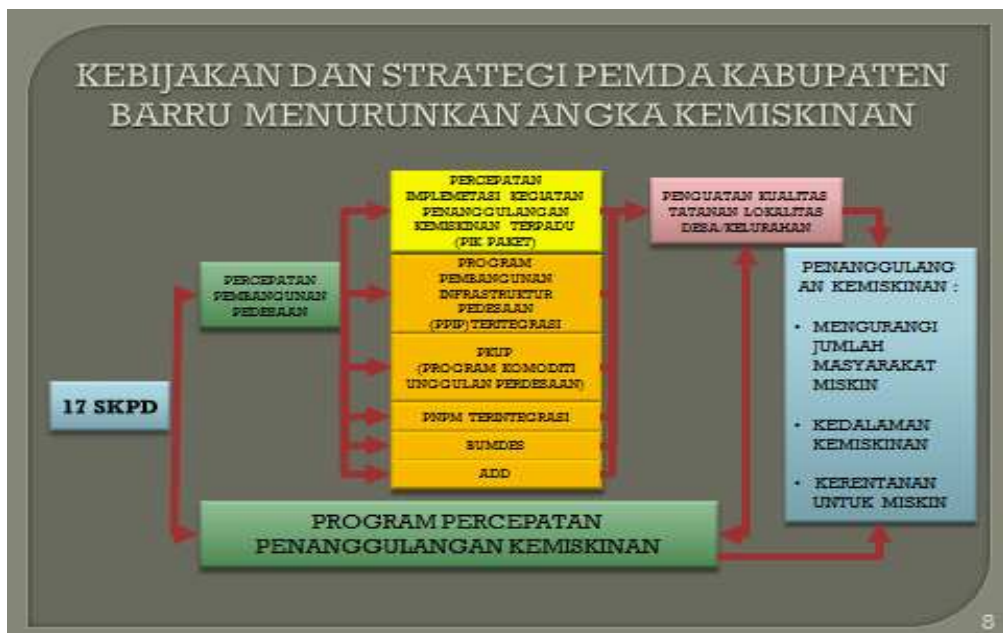 KEBIJAKAN DAN STRATEGI PEMDA KABUPATEN
BARRU MENURUNKAN ANGKA KEMISKINAN
17 SKPD
PERCEPATAN
PEMBANGUNAN
PEDESAAN
PERCEPATAN
IMPLEMETASI KEGIATAN
PENANGGULANGAN
KEMISKINAN TERPADU
(PIK PAKET)
PROGRAM
PEMBANGUNAN
INFRASTRUKTUR
PEDESAAN
(PPIP) TERITEGRASI
PKUP
(PROGRAM KOMODITI
UNGGULAN PERDESAAN)
PNPM TERINTEGRASI
BUMDES
ADD
PROGRAM PERCEPATAN
PENANGGULANGAN KEMISKINAN
PENGUATAN KUALITAS
TATANAN LOKALITAS
DESA/KELURAHAN
PENANGGULANG
AN KEMISKINAN :
• MENGURANGI
JUMLAH
MASYARAKAT
MISKIN
• KEDALAMAN
KEMISKINAN
• KERENTANAN
UNTUK MISKIN
8